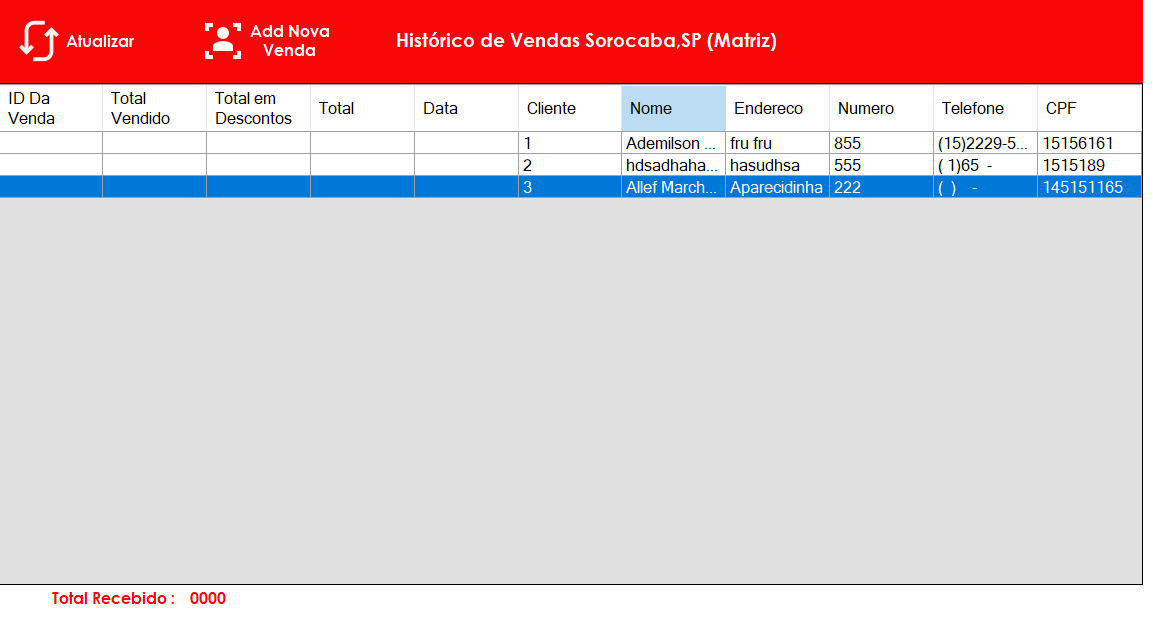 Atualizar
Add Nova
Venda
Histórico de Vendas Sorocaba,SP (Matriz)
ID Da
Venda
Total
Vendido
Total em
Descontos
Total
Data
Cliente
Nome
Endereco
Numero
Telefone
CPF
1 Ademilson ... fru fru 855 (15)2229-5... 15156161
2 hdsadhaha... hasudhsa 555 ( 1)65 - 1515189
3 Allef March... Aparecidinha 222 ( ) - 145151165
Total Recebido : 0000